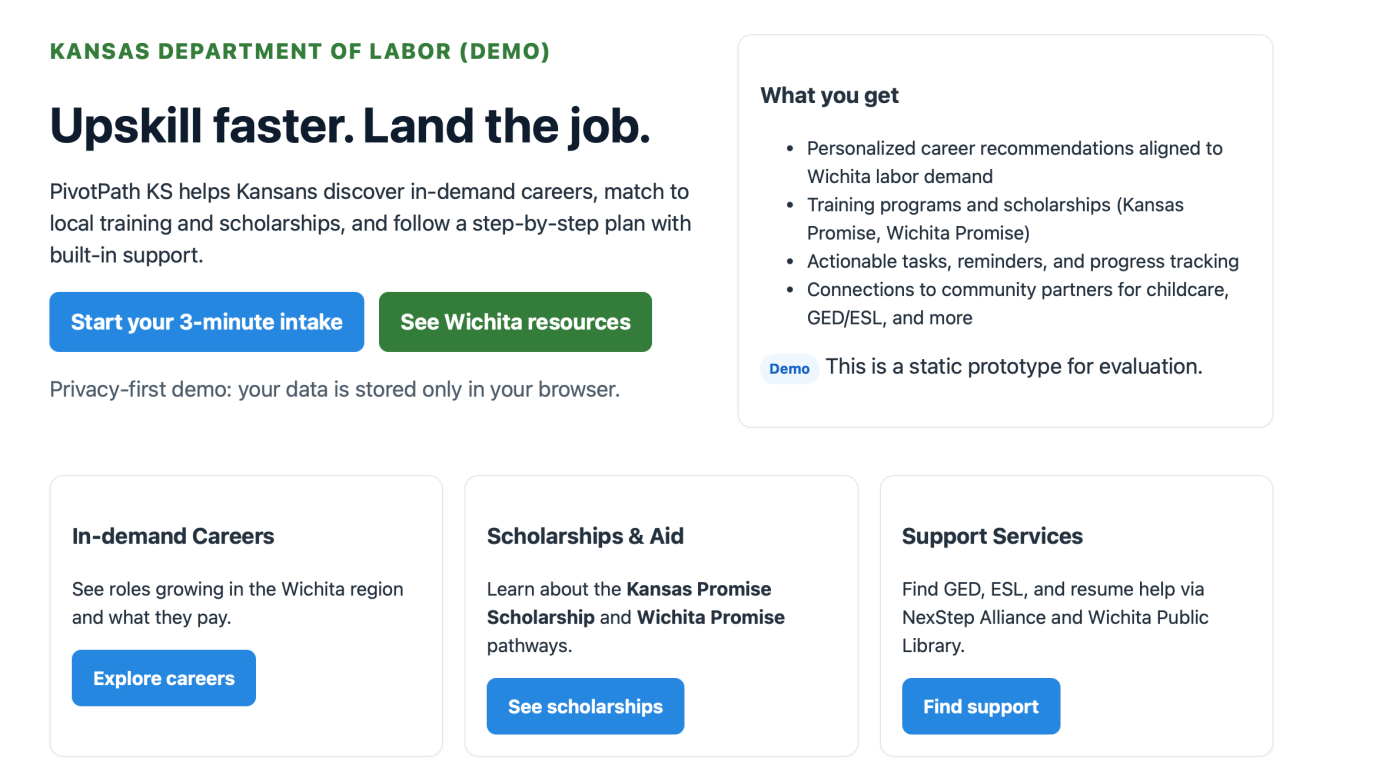 KANSAS DEPARTMENT OF LABOR (DEMO)
Upskill faster. Land the job.
PivotPath KS helps Kansans discover in-demand careers, match to
local training and scholarships, and follow a step-by-step plan with
built-in support.
Start your 3-minute intake
See Wichita resources
Privacy-first demo: your data is stored only in your browser.
What you get
• Personalized career recommendations aligned to
Wichita labor demand
• Training programs and scholarships (Kansas
Promise, Wichita Promise)
• Actionable tasks, reminders, and progress tracking
• Connections to community partners for childcare,
GED/ESL, and more
Demo This is a static prototype for evaluation.
In-demand Careers
See roles growing in the Wichita region
and what they pay.
Explore careers
Scholarships & Aid
Learn about the Kansas Promise
Scholarship and Wichita Promise
pathways.
See scholarships
Support Services
Find GED, ESL, and resume help via
NexStep Alliance and Wichita Public
Library.
Find support